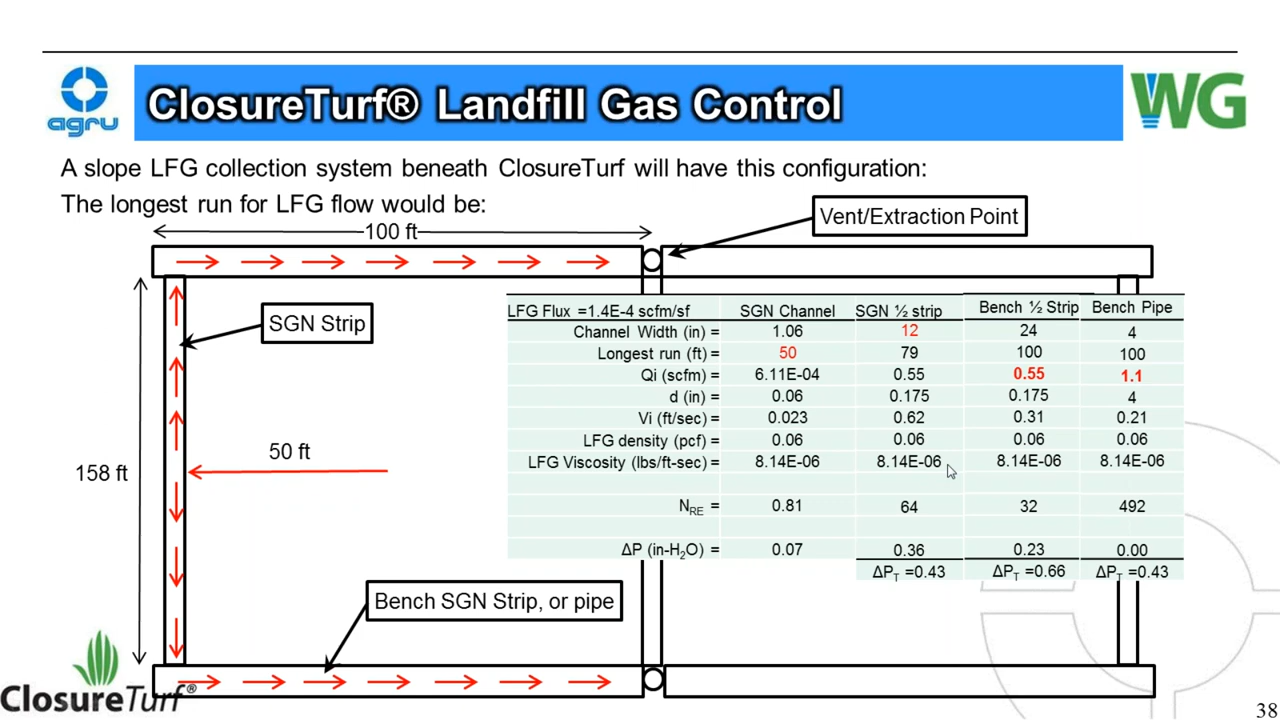 agru
ClosureTurf® Landfill Gas Control
WG
A slope LFG collection system beneath ClosureTurf will have this configuration:
The longest run for LFG flow would be:
Vent/Extraction Point
100 ft
SGN Strip
LFG Flux =1.4E-4 scfm/sf SGN Channel SGN ½ strip Bench ½ Strip Bench Pipe
Channel Width (in) = 1.06 12 24 4
Longest run (ft) = 50 79 100 100
Qi (scfm) = 6.11E-04 0.55 0.55 1.1
d (in) = 0.06 0.175 0.175 4
Vi (ft/sec) = 0.023 0.62 0.31 0.21
LFG density (pcf) = 0.06 0.06 0.06 0.06
LFG Viscosity (lbs/ft-sec) = 8.14E-06 8.14E-06 8.14E-06 8.14E-06
N_RE = 0.81 64 32 492
ΔP (in-H₂O) = 0.07 0.36 0.23 0.00
ΔP_T =0.43 ΔP_T =0.66 ΔP_T =0.43
50 ft
158 ft
Bench SGN Strip, or pipe
ClosureTurf®
38